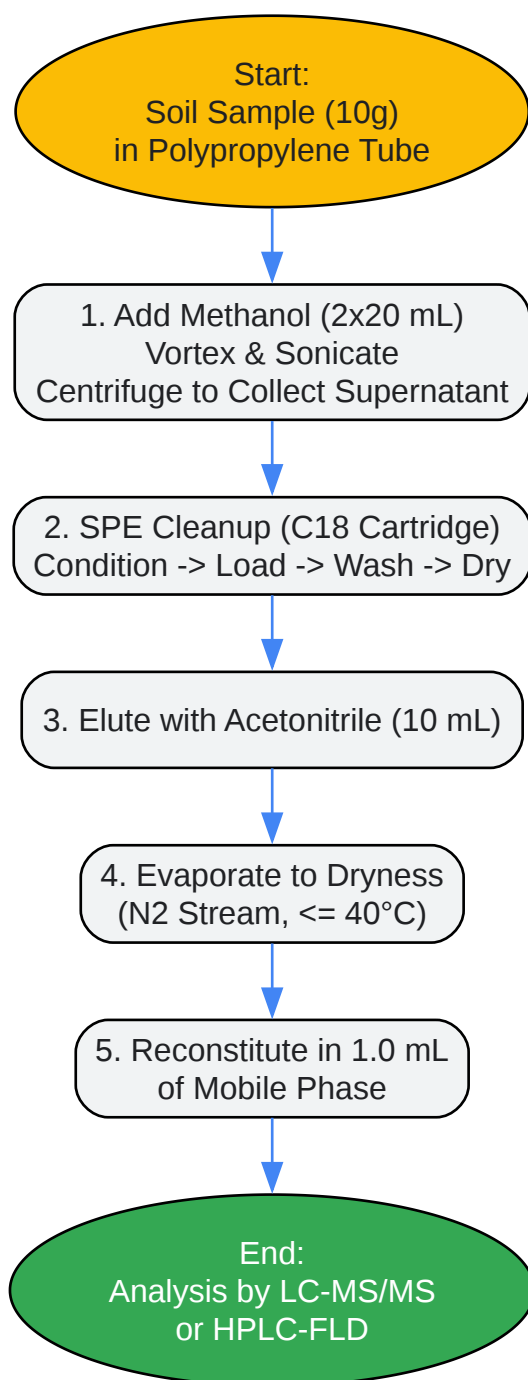 Start:
Soil Sample (10g)
in Polypropylene Tube
1. Add Methanol (2x20 mL)
Vortex & Sonicate
Centrifuge to Collect Supernatant
2. SPE Cleanup (C18 Cartridge)
Condition -> Load -> Wash -> Dry
3. Elute with Acetonitrile (10 mL)
4. Evaporate to Dryness
(N2 Stream, <= 40°C)
5. Reconstitute in 1.0 mL
of Mobile Phase
End:
Analysis by LC-MS/MS
or HPLC-FLD